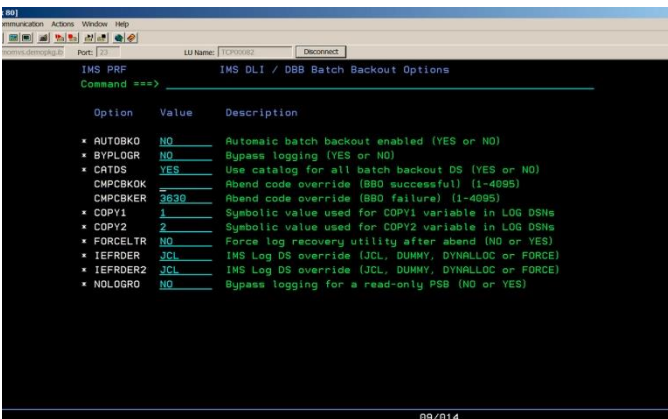 : 80]
ommunication Actions Window Help
Port: 23 LU Name: TCP00082 Disconnect
IMS PRF IMS DLI / DBB Batch Backout Options
Command ===>
Option Value Description
* AUTOBKO NO Automaic batch backout enabled (YES or NO)
* BYPLOGR NO Bypass logging (YES or NO)
* CATDS YES Use catalog for all batch backout DS (YES or NO)
CMPCBKOK _ Abend code override (BBO successful) (1-4095)
CMPCBKER 3630 Abend code override (BBO failure) (1-4095)
* COPY1 1 Symbolic value used for COPY1 variable in LOG DSNs
* COPY2 2 Symbolic value used for COPY2 variable in LOG DSNs
* FORCELTR NO Force log recovery utility after abend (NO or YES)
* IEFRDER JCL IMS Log DS override (JCL, DUMMY, DYNALLOC or FORCE)
* IEFRDER2 JCL IMS Log DS override (JCL, DUMMY, DYNALLOC or FORCE)
* NOLOGRO NO Bypass logging for a read-only PSB (NO or YES)
09/014